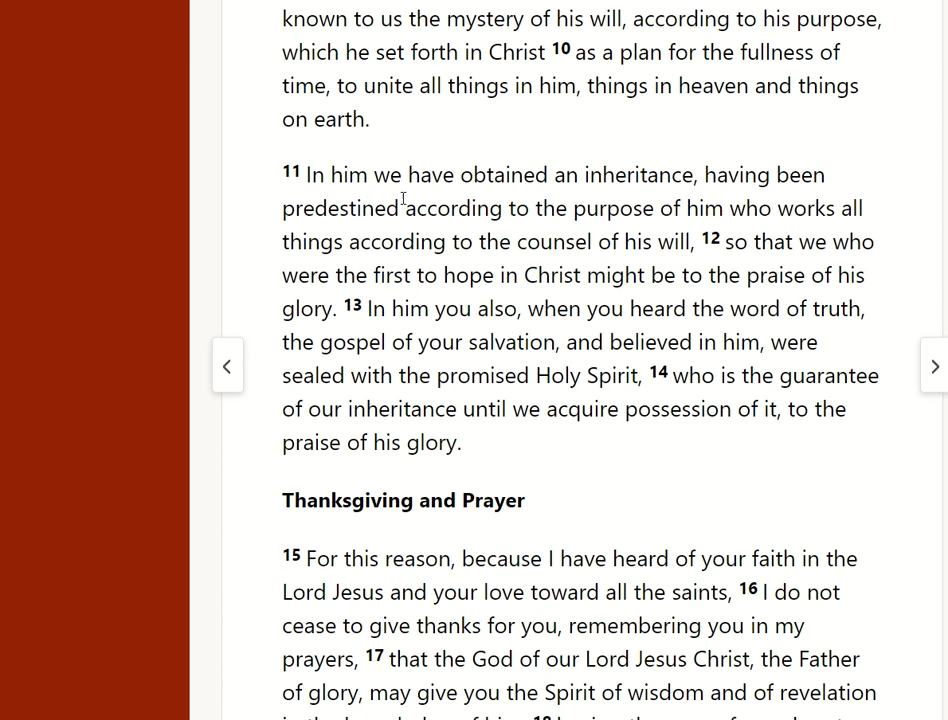 known to us the mystery of his will, according to his purpose,
which he set forth in Christ 10 as a plan for the fullness of
time, to unite all things in him, things in heaven and things
on earth.
11 In him we have obtained an inheritance, having been
predestined according to the purpose of him who works all
things according to the counsel of his will, 12 so that we who
were the first to hope in Christ might be to the praise of his
glory. 13 In him you also, when you heard the word of truth,
the gospel of your salvation, and believed in him, were
sealed with the promised Holy Spirit, 14 who is the guarantee
of our inheritance until we acquire possession of it, to the
praise of his glory.
Thanksgiving and Prayer
15 For this reason, because I have heard of your faith in the
Lord Jesus and your love toward all the saints, 16 I do not
cease to give thanks for you, remembering you in my
prayers, 17 that the God of our Lord Jesus Christ, the Father
of glory, may give you the Spirit of wisdom and of revelation